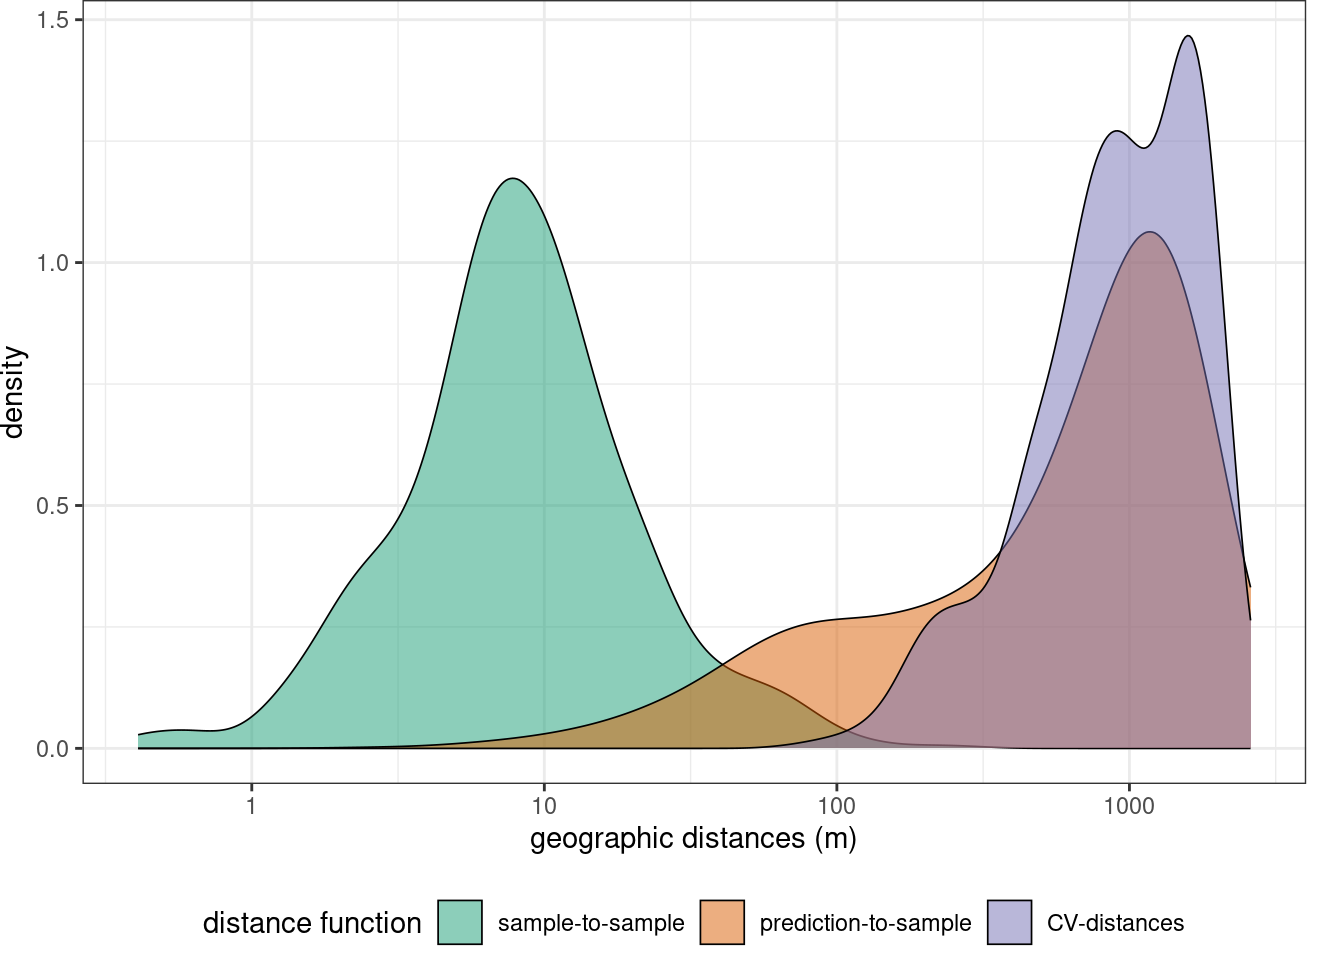 1.5
1.0
0.5
0.0
density
1 10 100 1000
geographic distances (m)
distance function sample-to-sample prediction-to-sample CV-distances